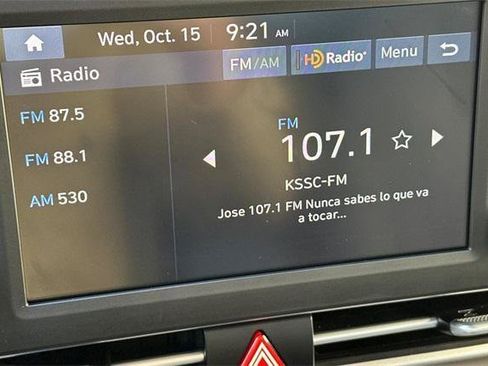 Wed, Oct. 15 9:21 AM
Radio
FM/AM
HD Radio
Menu
FM 87.5
FM 88.1
AM 530
FM
107.1
KSSC-FM
Jose 107.1 FM Nunca sabes lo que va
a tocar...